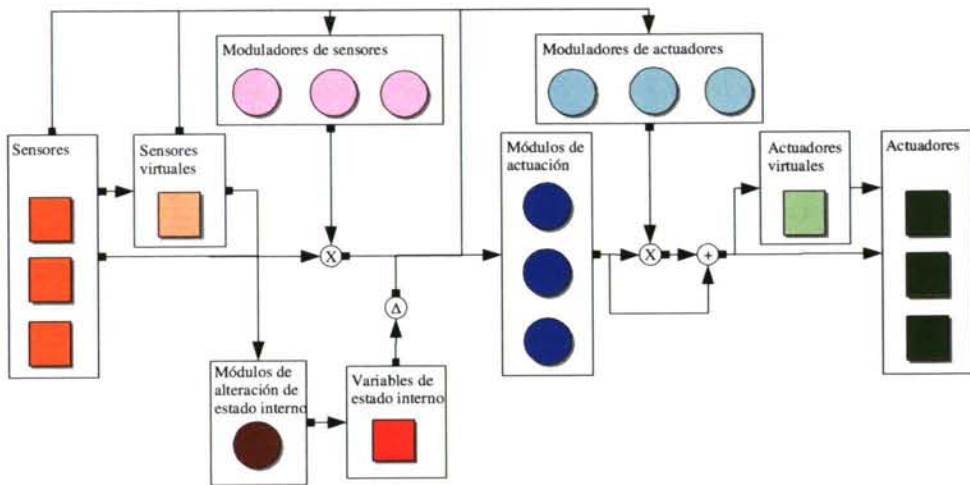 Moduladores de sensores
Moduladores de actuadores
Sensores
Sensores
virtuales
Módulos de
actuación
Actuadores
virtuales
Actuadores
X
X
+
Δ
Módulos de
alteración de
estado interno
Variables de
estado interno